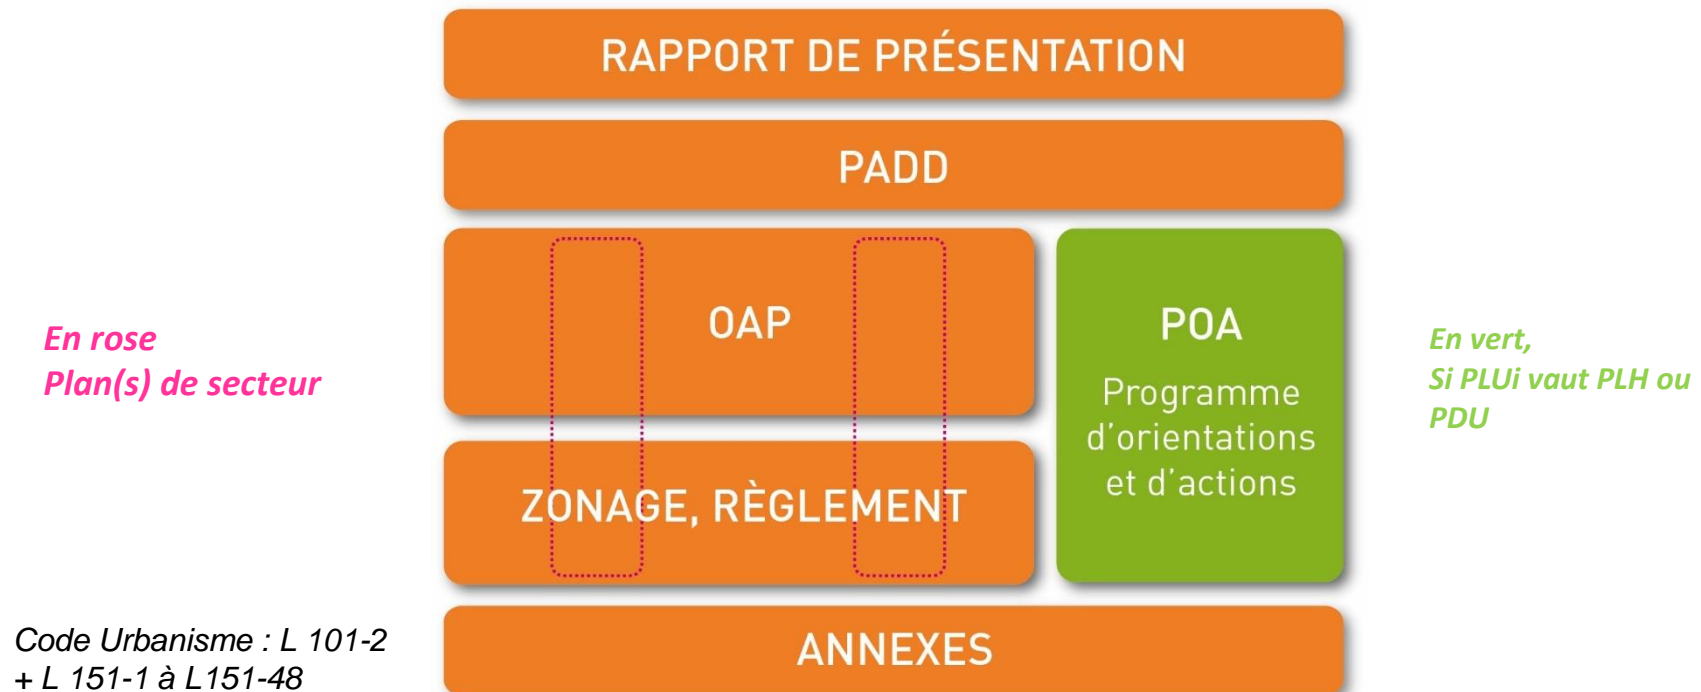 RAPPORT DE PRÉSENTATION
PADD
OAP
POA
Programme
d'orientations
et d'actions
ZONAGE, RÈGLEMENT
ANNEXES
En rose
Plan(s) de secteur
En vert,
Si PLUi vaut PLH ou
PDU
Code Urbanisme : L 101-2
+ L 151-1 à L151-48